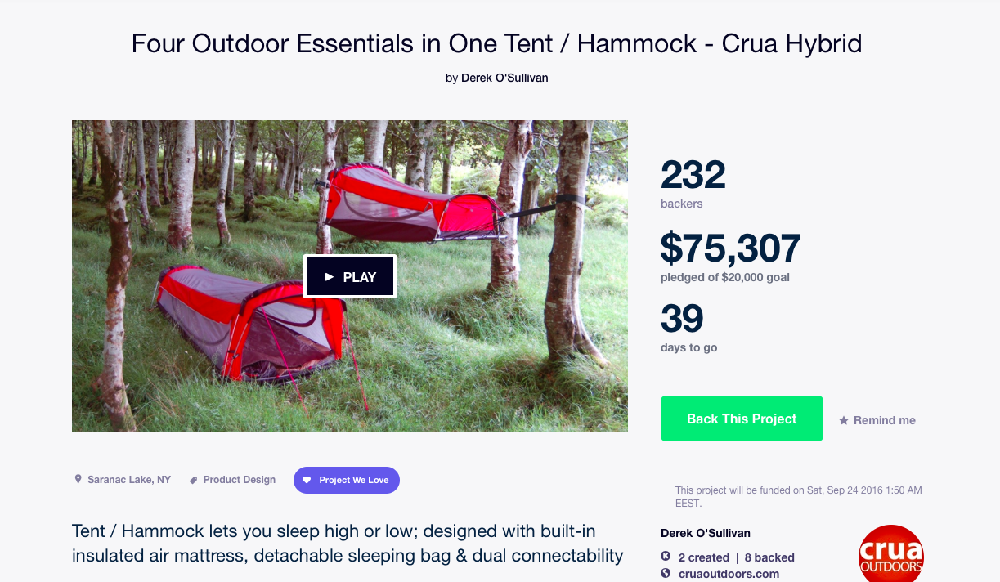 Four Outdoor Essentials in One Tent / Hammock - Crua Hybrid
by Derek O'Sullivan
PLAY
232
backers
$75,307
pledged of $20,000 goal
39
days to go
Back This Project
Remind me
Saranac Lake, NY
Product Design
Project We Love
This project will be funded on Sat, Sep 24 2016 1:50 AM
EEST.
Tent / Hammock lets you sleep high or low; designed with built-in
insulated air mattress, detachable sleeping bag & dual connectability
Derek O'Sullivan
2 created | 8 backed
cruaoutdoors.com
crua
OUTDOORS